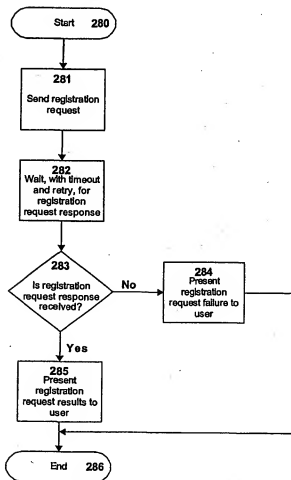 Start 280
281
Send registration
request
282
Wait, with timeout
and retry, for
registration
request response
283
Is registration
request response
received?
No
284
Present
registration
request failure to
user
Yes
285
Present
registration
request results to
user
End 286